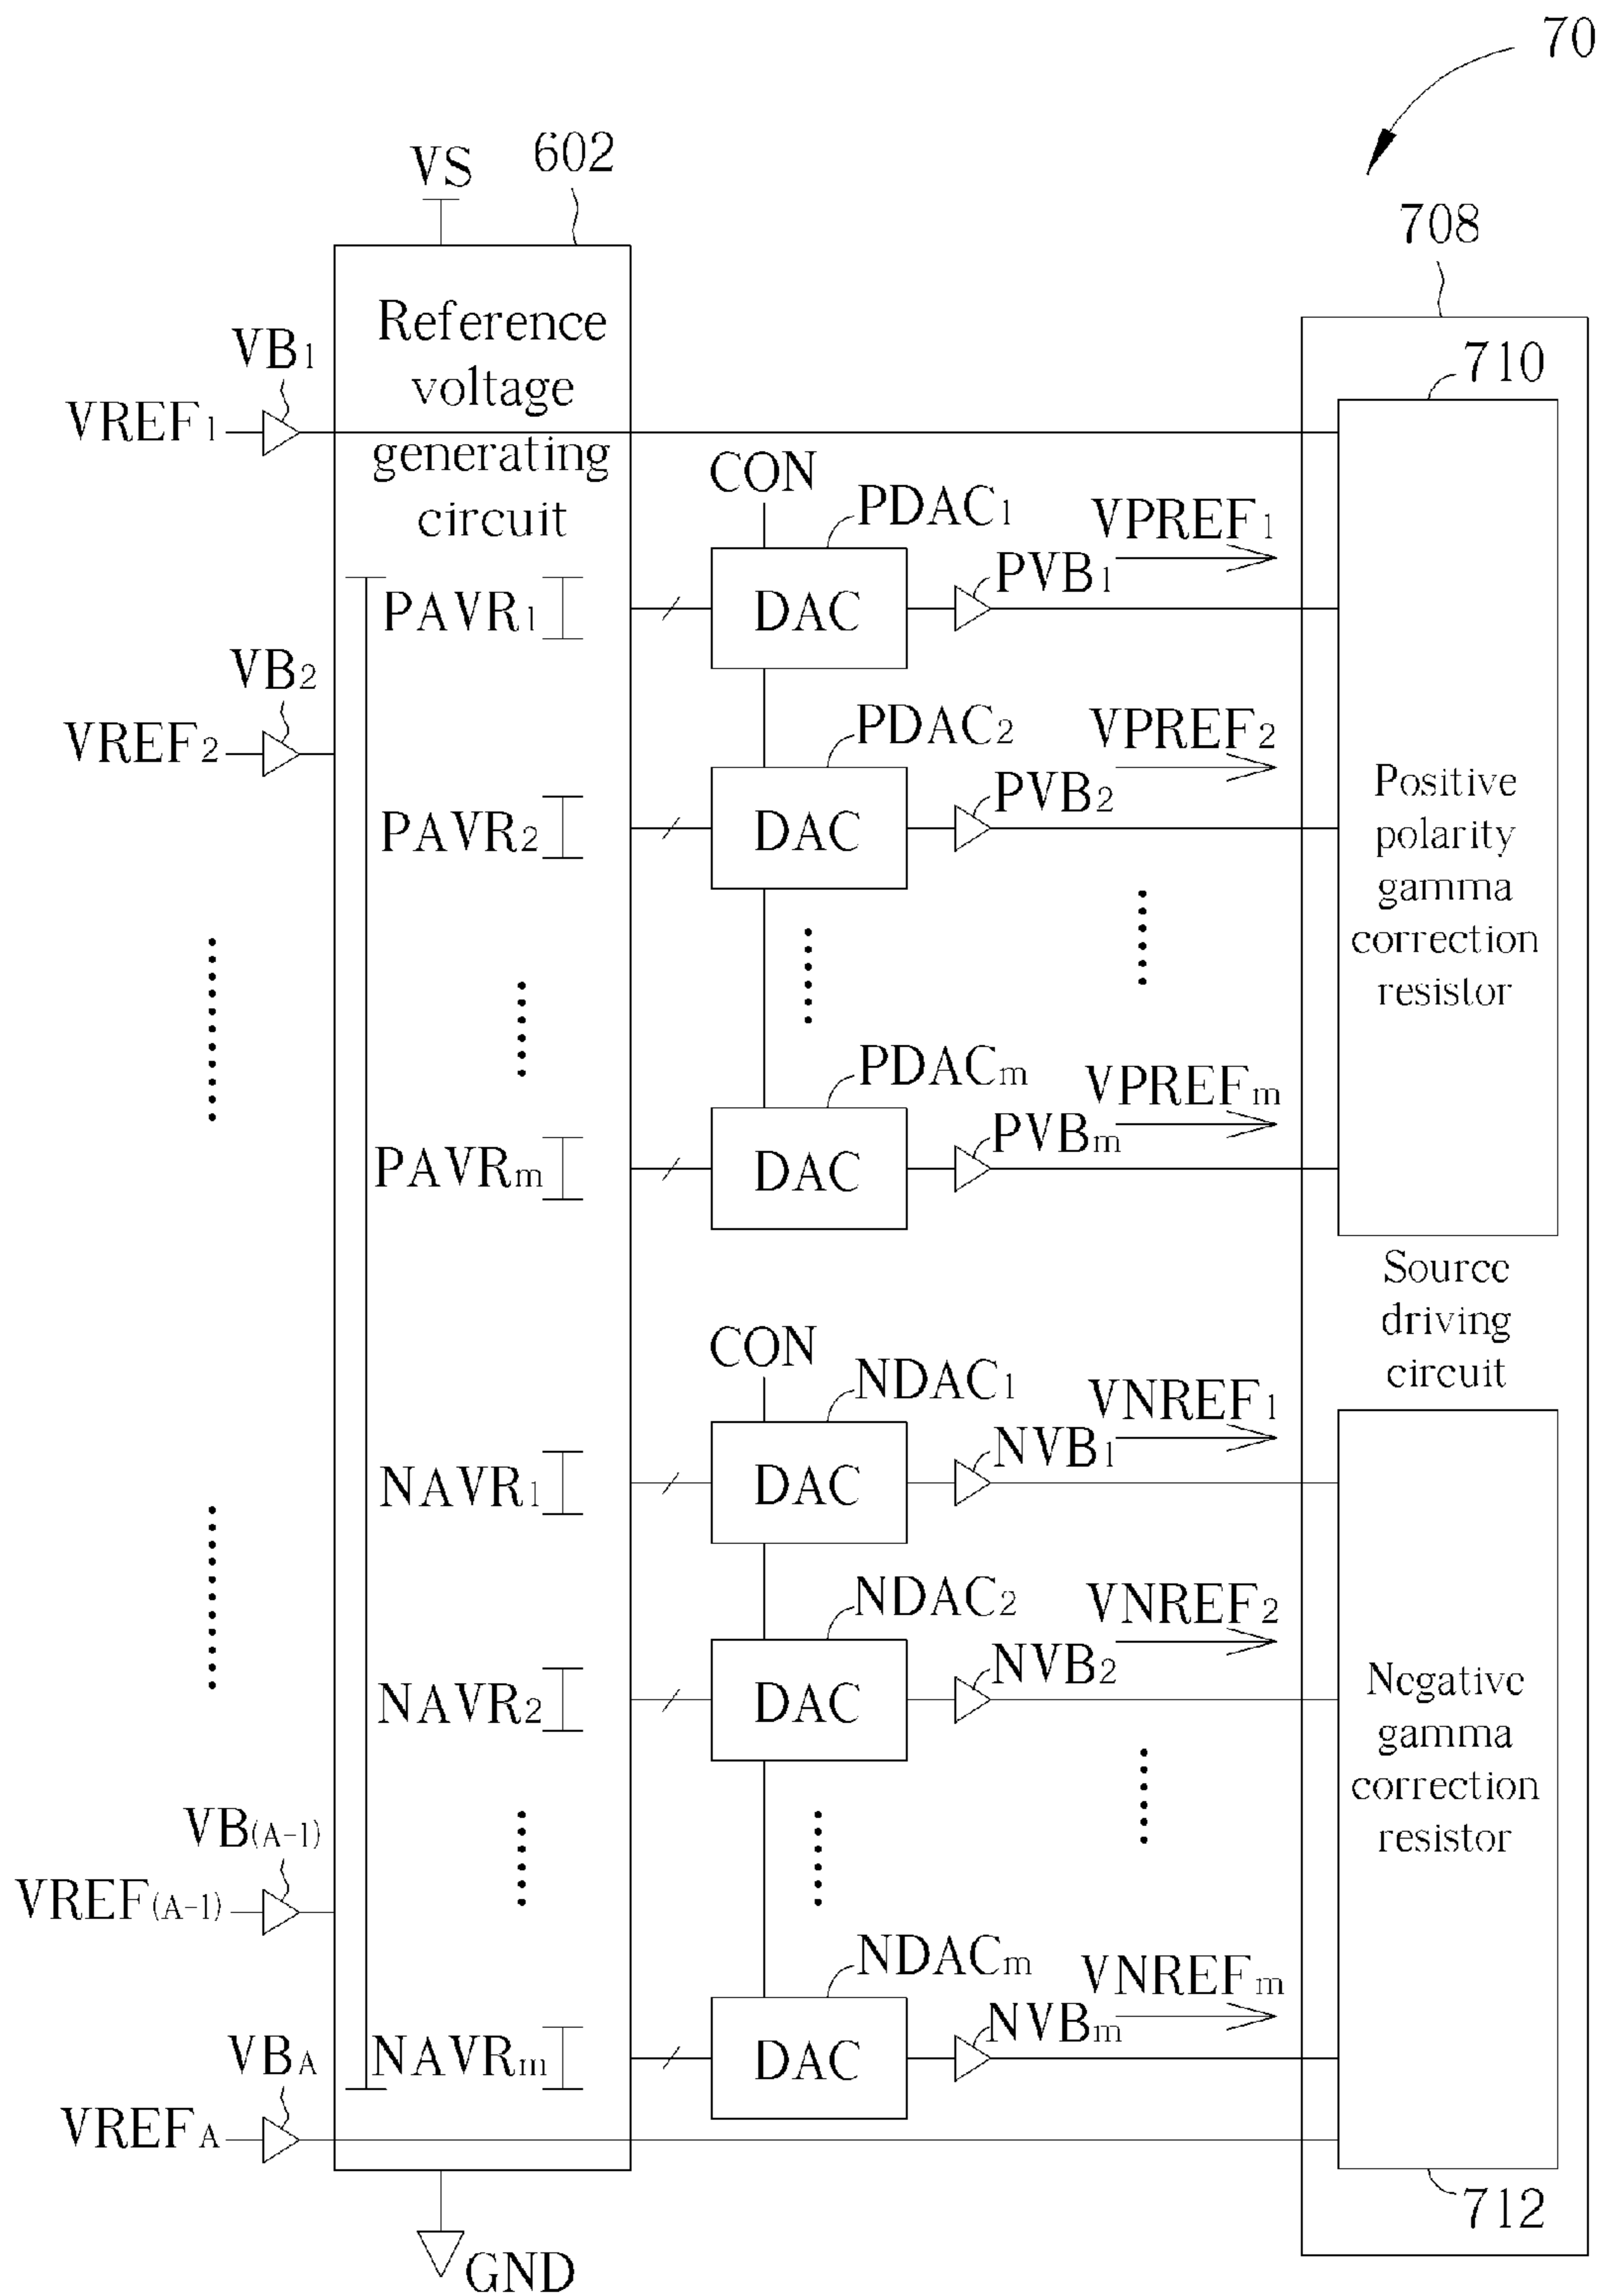 70
VS
602
708
Reference
voltage
generating
circuit
VB1
VREF1
710
CON
PDAC1
VPREF1
PVB1
PAVR1
DAC
VB2
VREF2
PDAC2
VPREF2
PVB2
PAVR2
DAC
Positive
polarity
gamma
correction
resistor
PDACm
VPREFm
PVBm
PAVRm
DAC
Source
driving
circuit
CON
NDAC1
VNREF1
NVB1
NAVR1
DAC
NDAC2
VNREF2
NVB2
NAVR2
DAC
Negative
gamma
correction
resistor
VB(A-1)
VREF(A-1)
NDACm
VNREFm
NVBm
NAVRm
DAC
VBA
VREFA
712
GND